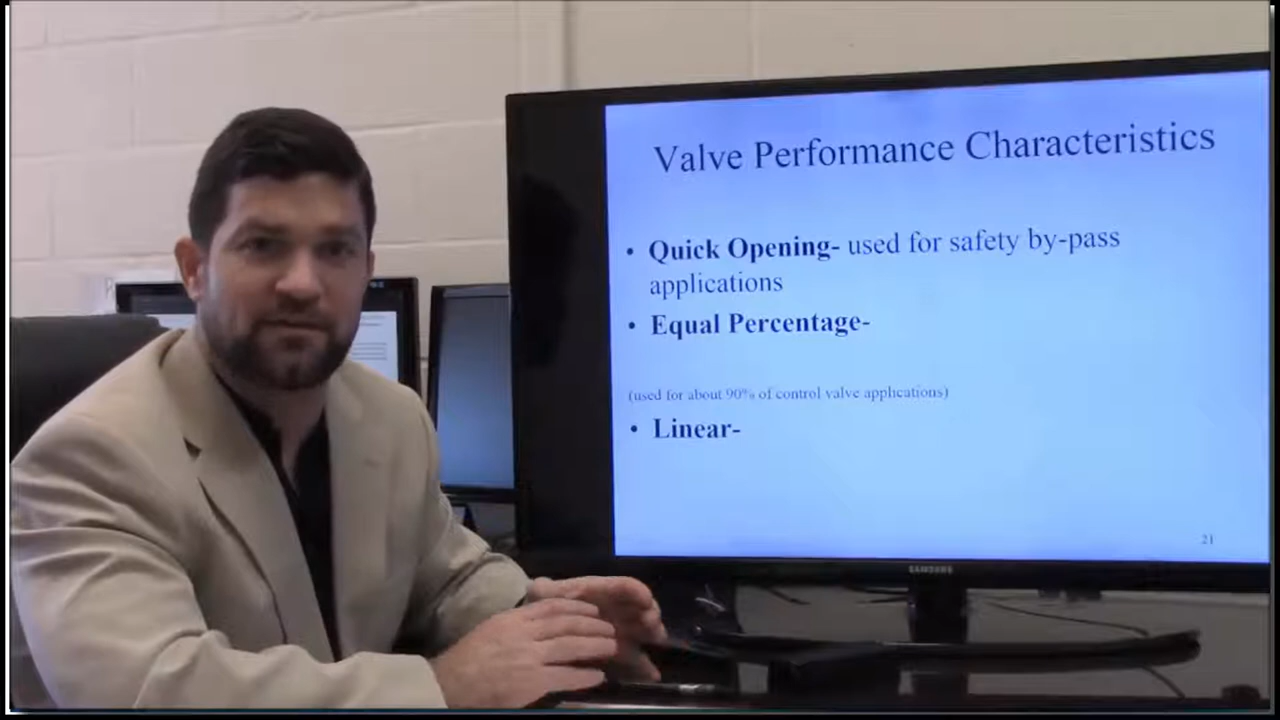 Valve Performance Characteristics
• Quick Opening- used for safety by-pass
applications
• Equal Percentage-
(used for about 90% of control valve applications)
• Linear-
21
SAMSUNG